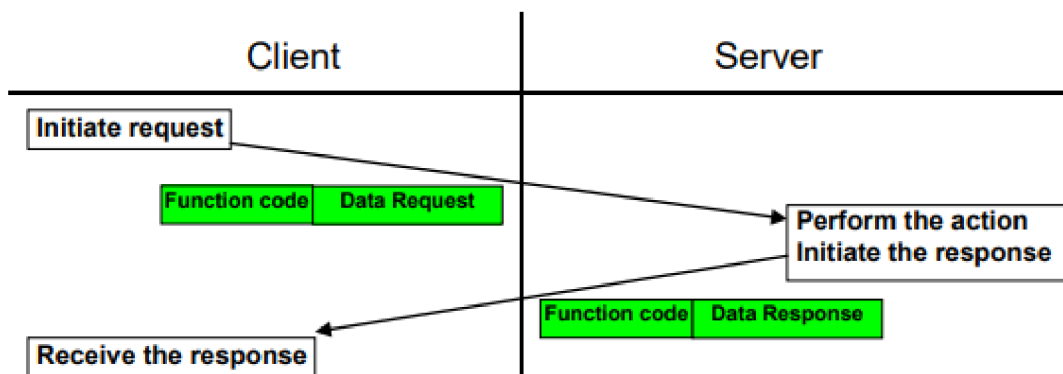 Client
Server
Initiate request
Function code
Data Request
Perform the action
Initiate the response
Function code
Data Response
Receive the response